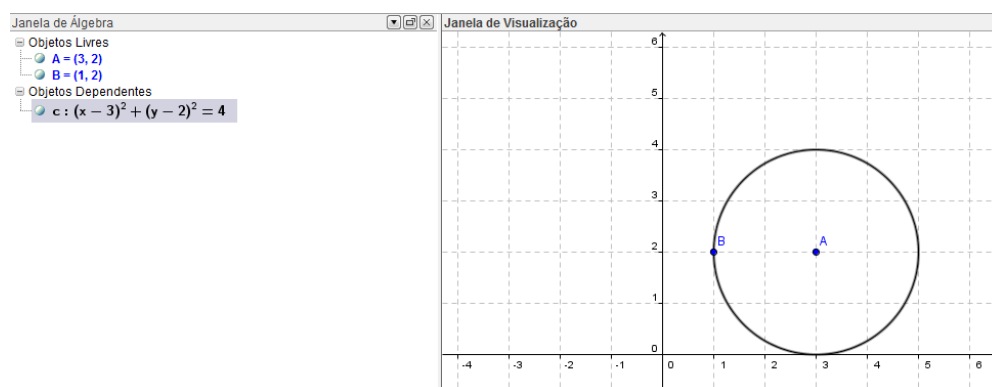 Janela de Álgebra
Objetos Livres
A = (3, 2)
B = (1, 2)
Objetos Dependentes
c : (x − 3)² + (y − 2)² = 4
Janela de Visualização
6
5
4
3
2
1
0
B
A
-4 -3 -2 -1 0 1 2 3 4 5 6